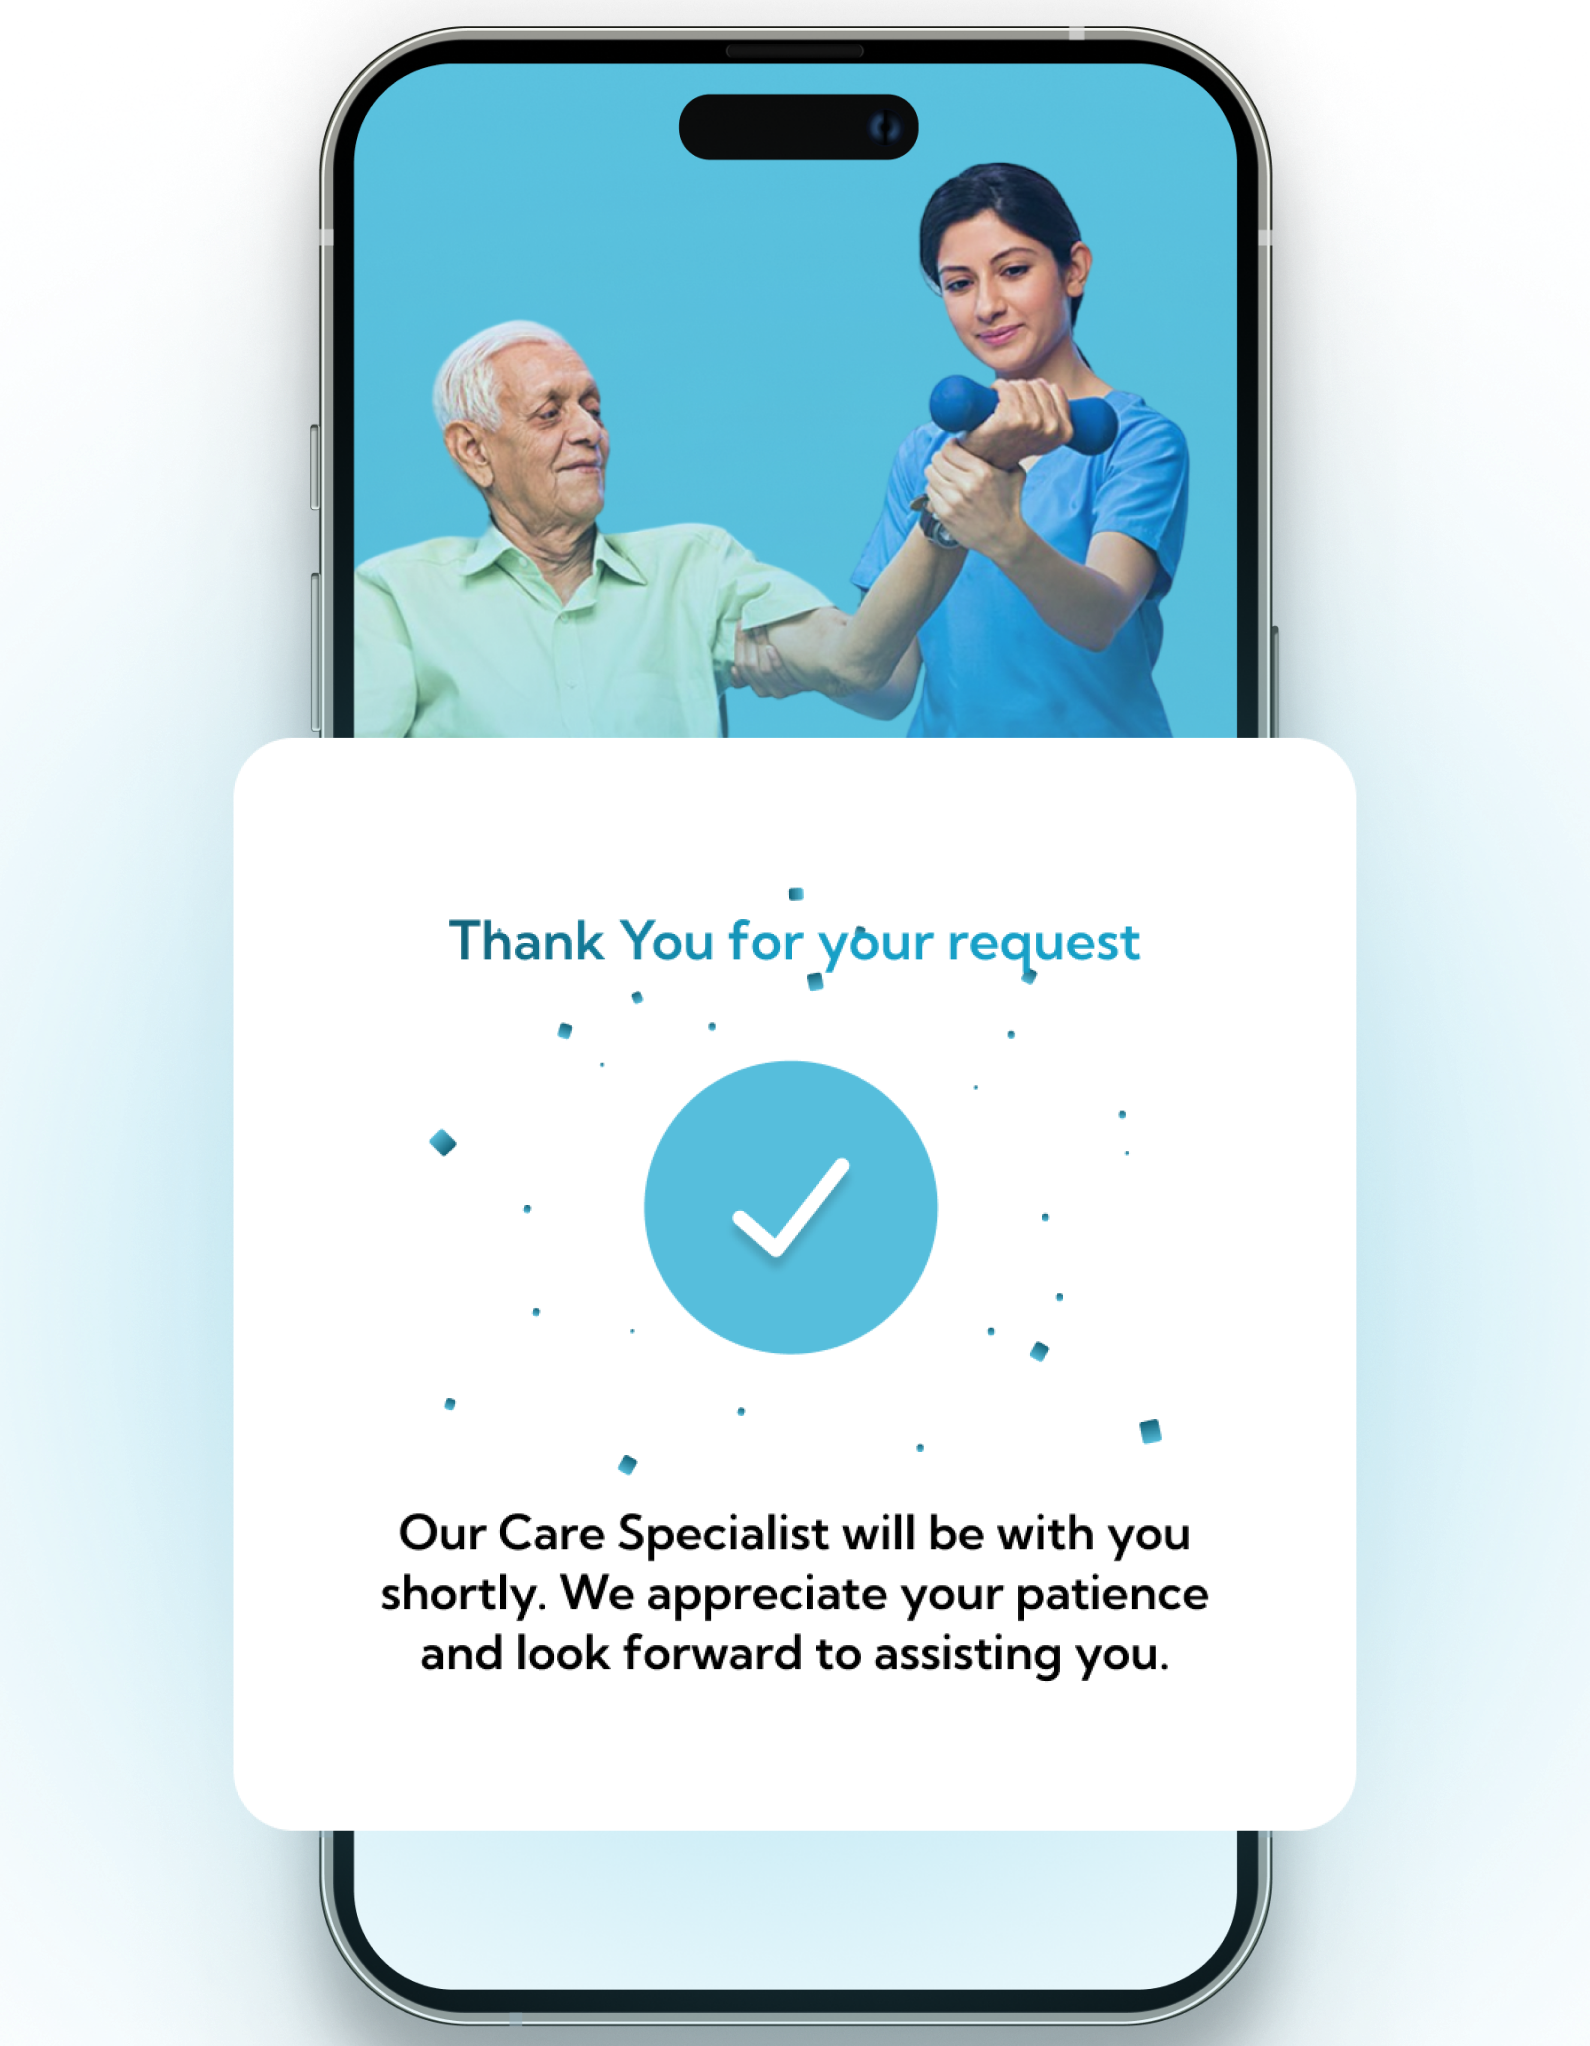 Thank You for your request
Our Care Specialist will be with you
shortly. We appreciate your patience
and look forward to assisting you.